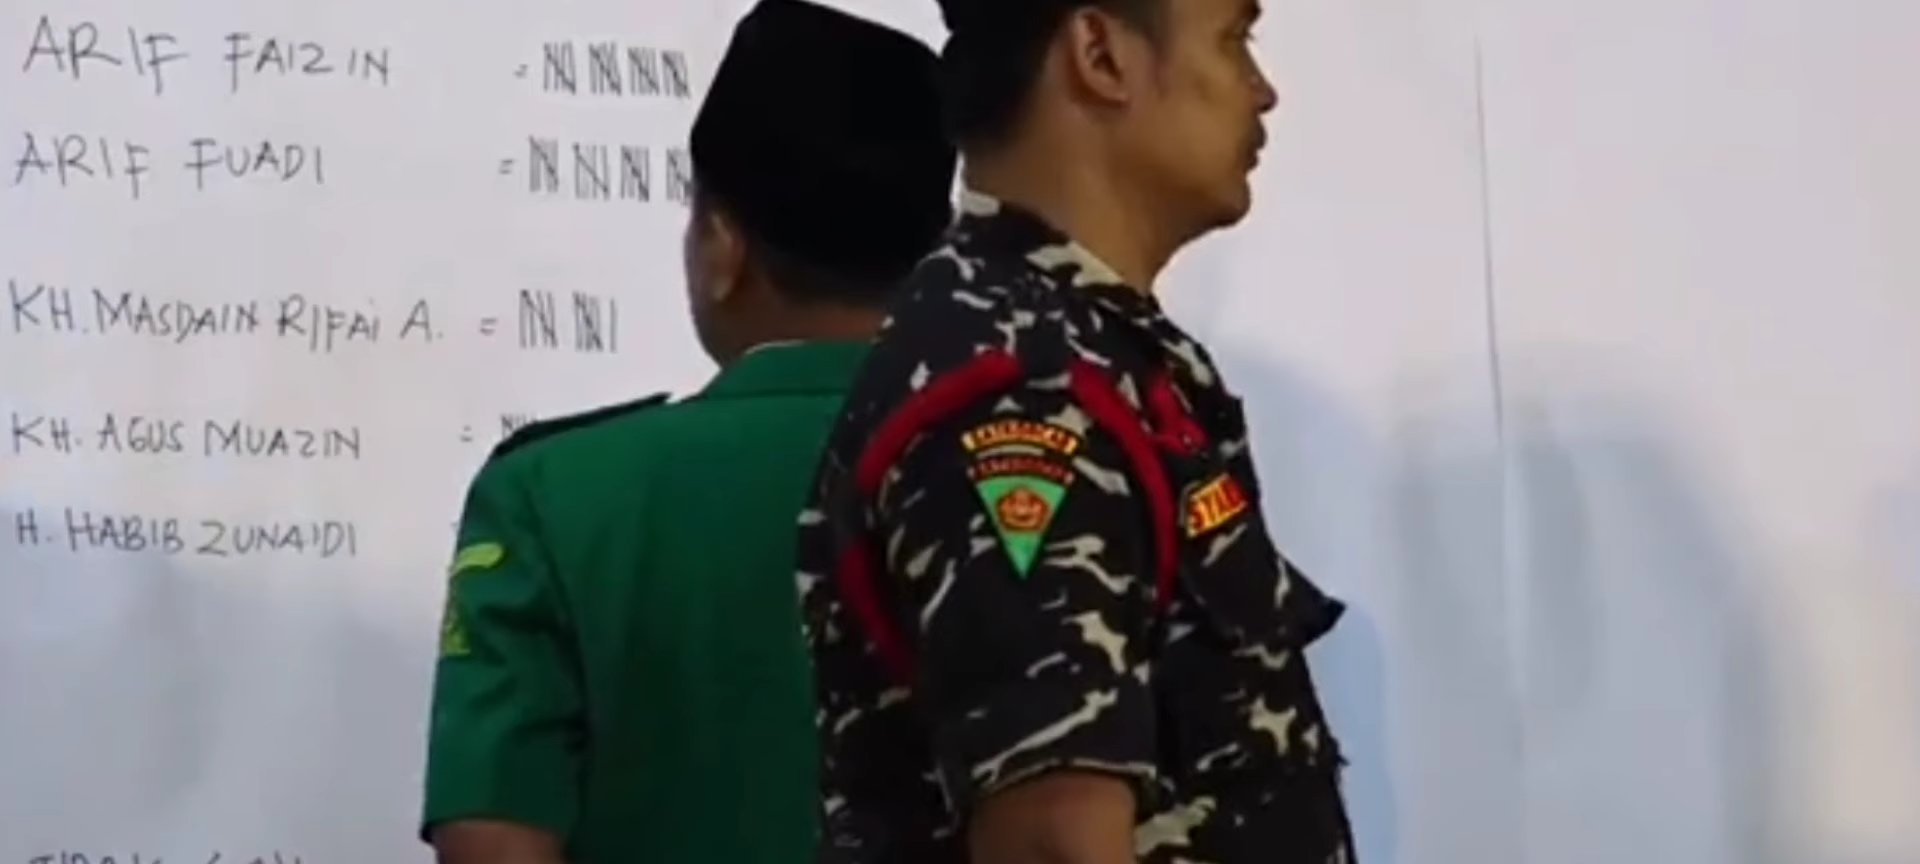 ARIF FAIZIN =
ARIF FUADI =
KH. MASDAIN RIFAI A. =
KH. AGUS MUAZIN =
H. HABIB ZUNAIDI